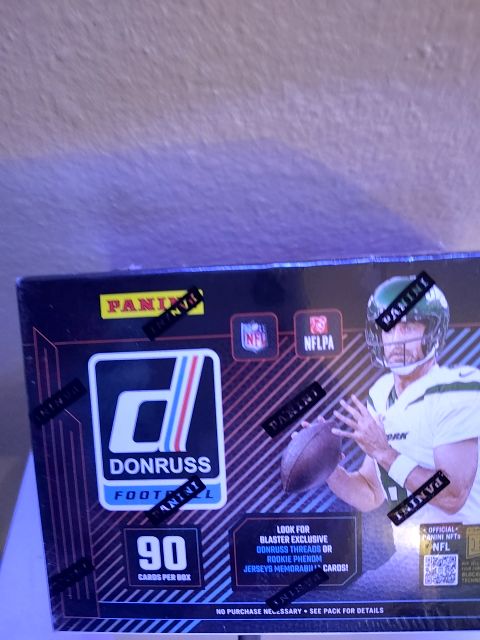 PANINI
PANINI
NFL
NFLPA
PANINI
PANINI
d
DONRUSS
FOOTBALL
PANINI
PANINI
YORK
90
CARDS PER BOX
LOOK FOR
BLASTER EXCLUSIVE
DONRUSS THREADS OR
ROOKIE PHENOM
JERSEYS MEMORABILIA CARDS!
PANINI
OFFICIAL
PANINI NFTs
NFL
NO PURCHASE NECESSARY • SEE PACK FOR DETAILS